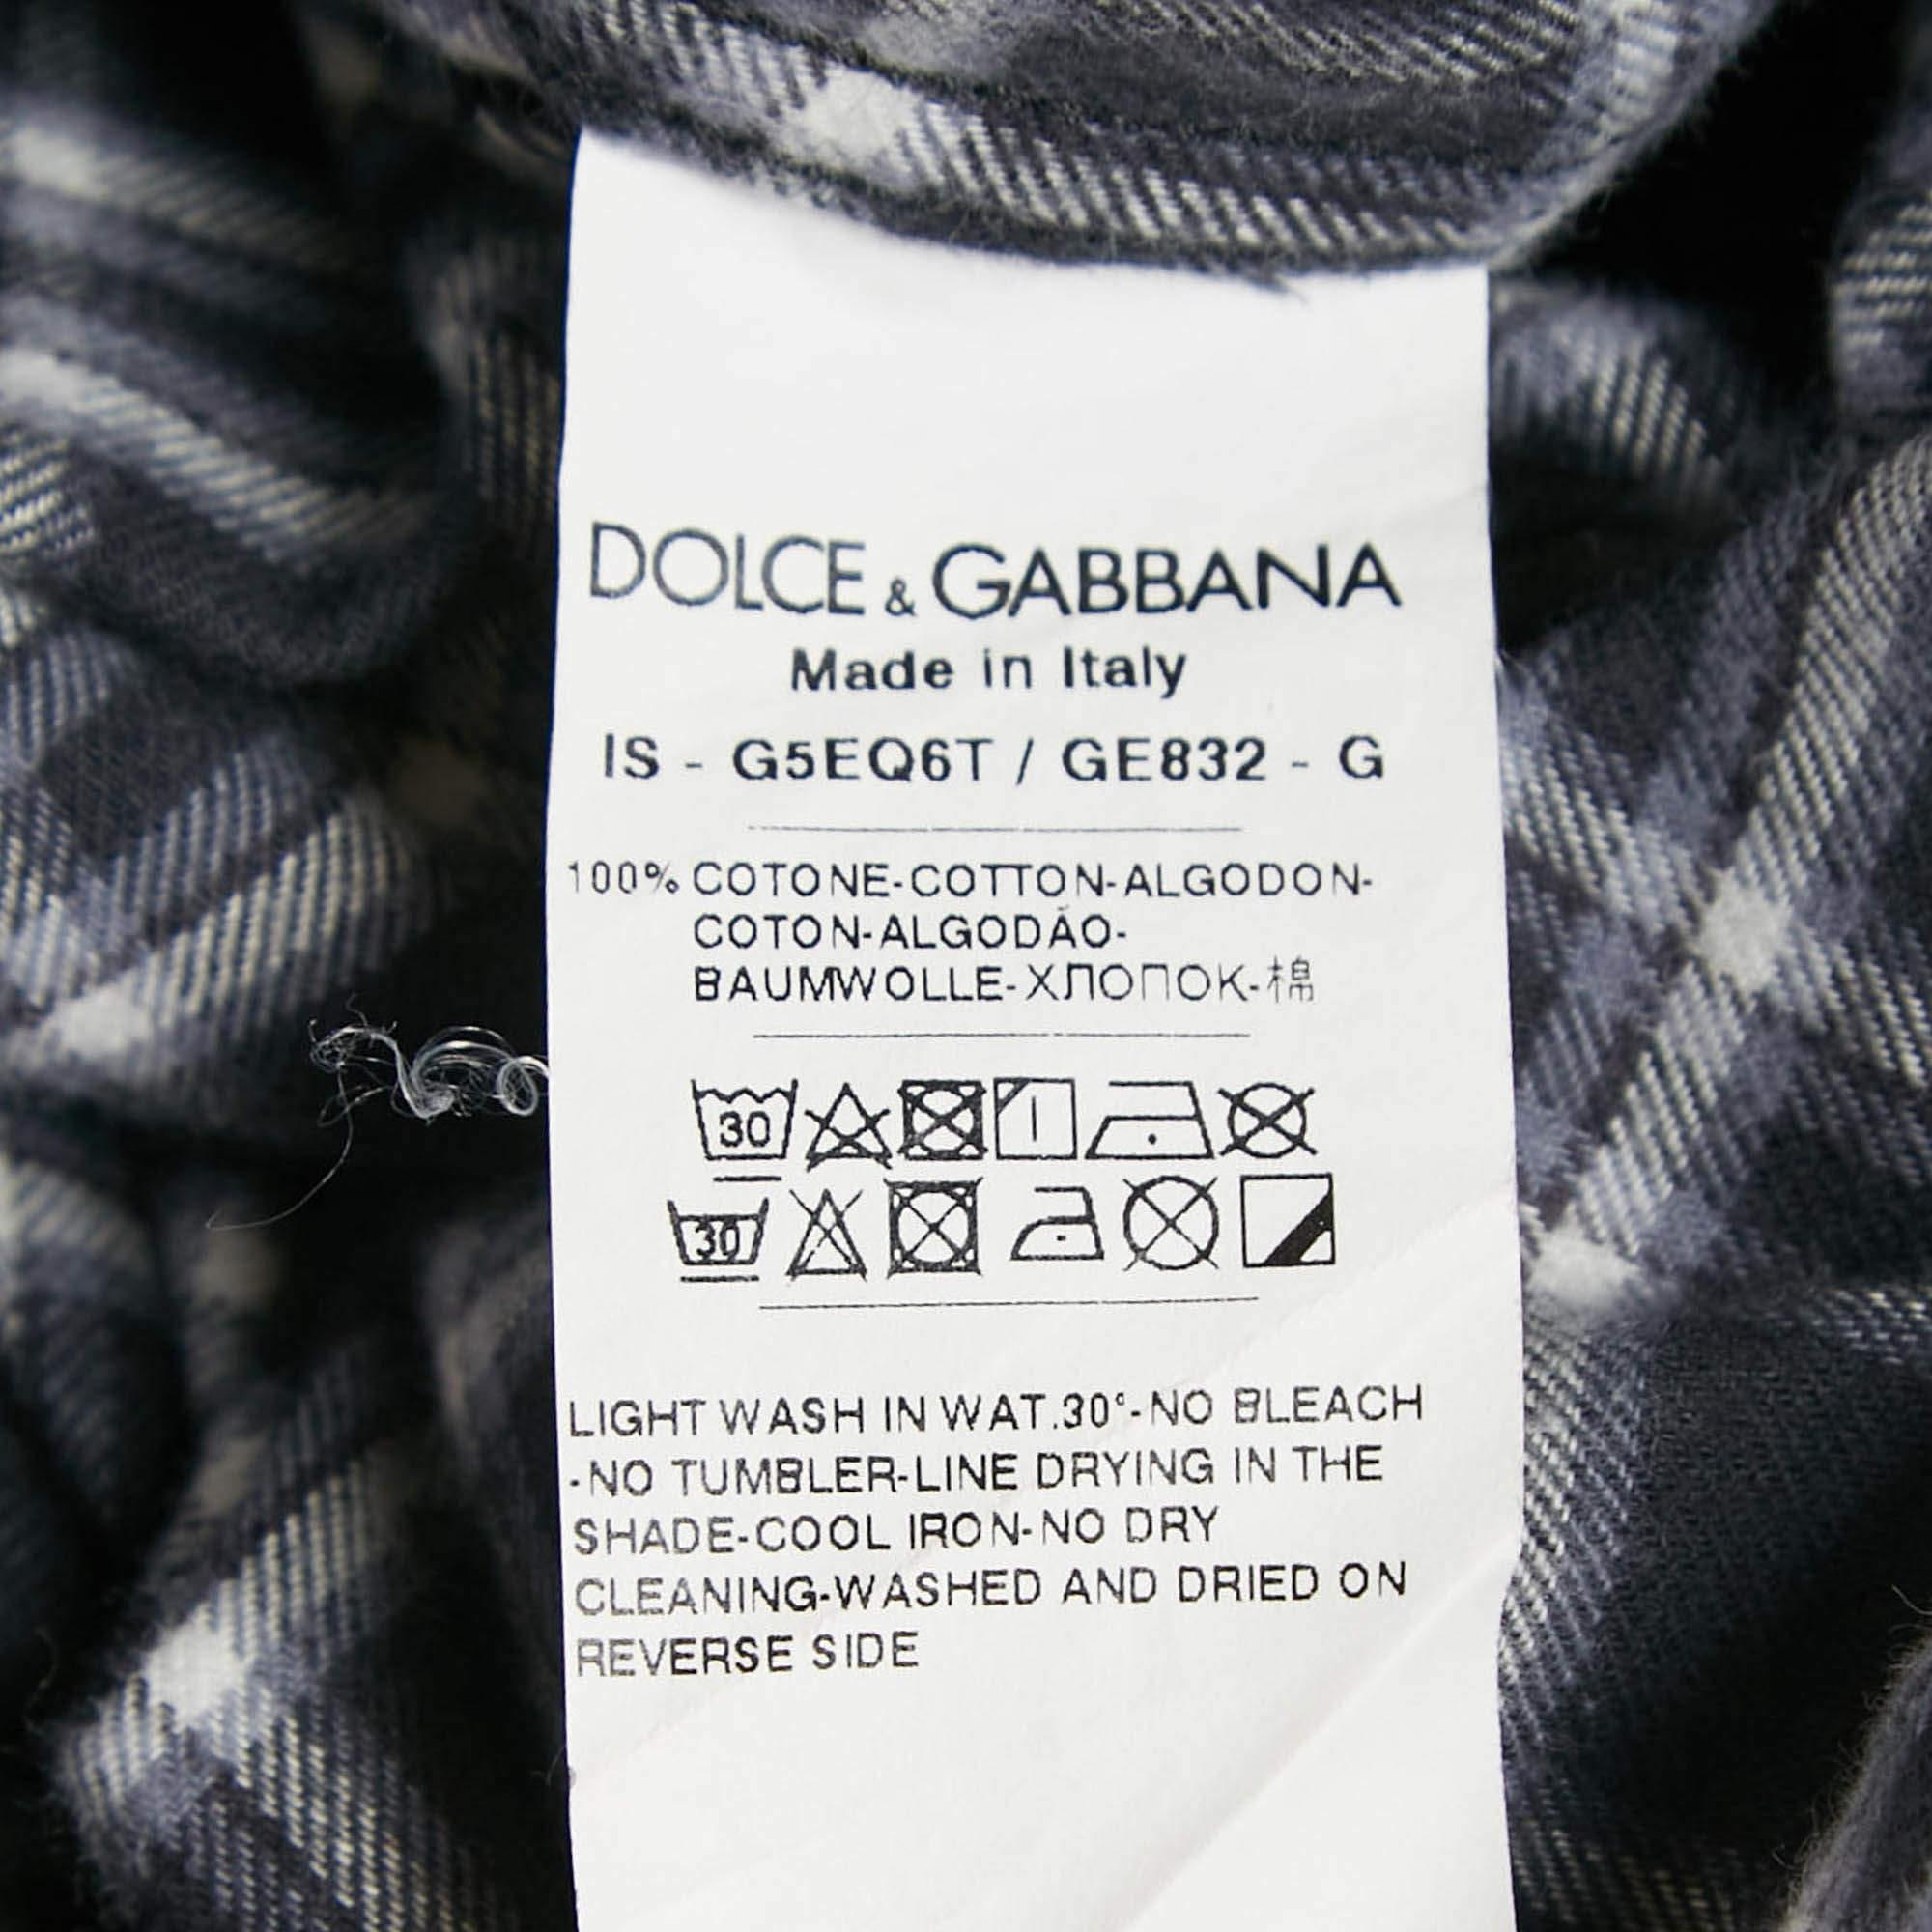 DOLCE & GABBANA
Made in Italy
IS - G5EQ6T / GE832 - G
100% COTONE-COTTON-ALGODON-
COTON-ALGODÃO-
BAUMWOLLE-ХЛОПОК-棉
30
30
LIGHT WASH IN WAT.30°-NO BLEACH
-NO TUMBLER-LINE DRYING IN THE
SHADE-COOL IRON-NO DRY
CLEANING-WASHED AND DRIED ON
REVERSE SIDE